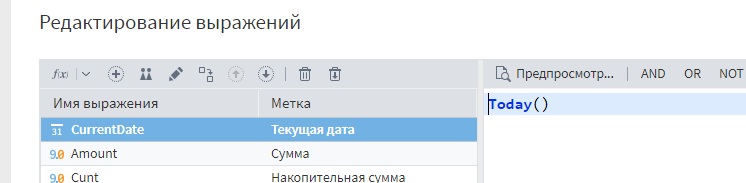 Редактирование выражений
f(x) Предпросмотр... AND OR NOT
Имя выражения Метка
Today()
31 CurrentDate Текущая дата
9.0 Amount Сумма
9.0 Cunt Накопительная сумма